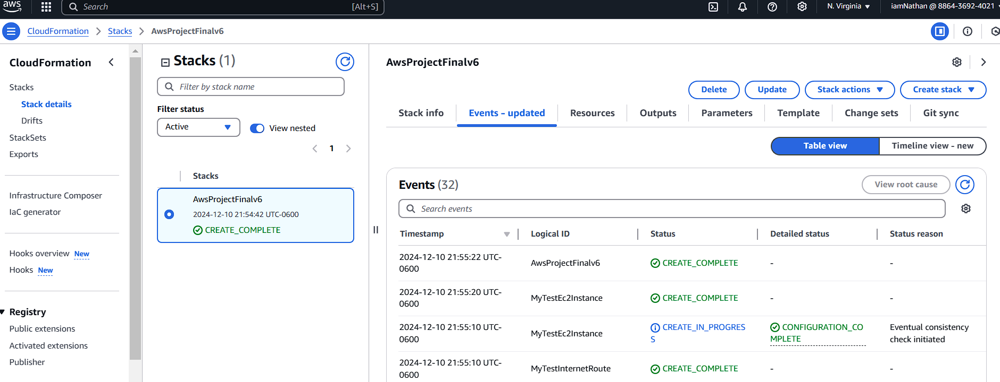 aws
Search
[Alt+S]
N. Virginia
iamNathan @ 8864-3692-4021
CloudFormation
Stacks
AwsProjectFinalv6
CloudFormation
Stacks
Stack details
Drifts
StackSets
Exports
Infrastructure Composer
IaC generator
Hooks overview New
Hooks New
Registry
Public extensions
Activated extensions
Publisher
Stacks (1)
Filter by stack name
Filter status
Active
View nested
1
Stacks
AwsProjectFinalv6
2024-12-10 21:54:42 UTC-0600
CREATE_COMPLETE
AwsProjectFinalv6
Delete
Update
Stack actions
Create stack
Stack info
Events - updated
Resources
Outputs
Parameters
Template
Change sets
Git sync
Table view
Timeline view - new
Events (32)
View root cause
Search events
Timestamp
Logical ID
Status
Detailed status
Status reason
2024-12-10 21:55:22 UTC-
0600
AwsProjectFinalv6
CREATE_COMPLETE
-
-
2024-12-10 21:55:20 UTC-
0600
MyTestEc2Instance
CREATE_COMPLETE
-
-
2024-12-10 21:55:10 UTC-
0600
MyTestEc2Instance
CREATE_IN_PROGRES
S
CONFIGURATION_CO
MPLETE
Eventual consistency
check initiated
2024-12-10 21:55:10 UTC-
0600
MyTestInternetRoute
CREATE_COMPLETE
-
-